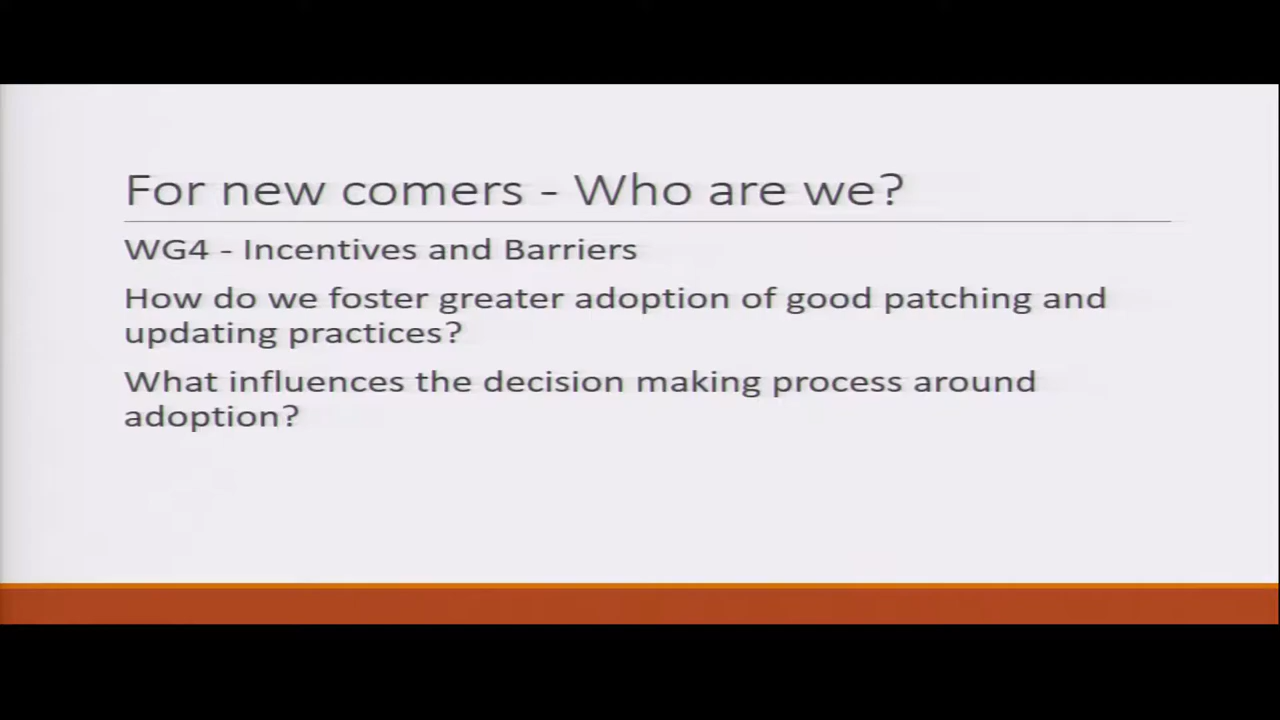 For new comers - Who are we?
WG4 - Incentives and Barriers
How do we foster greater adoption of good patching and
updating practices?
What influences the decision making process around
adoption?